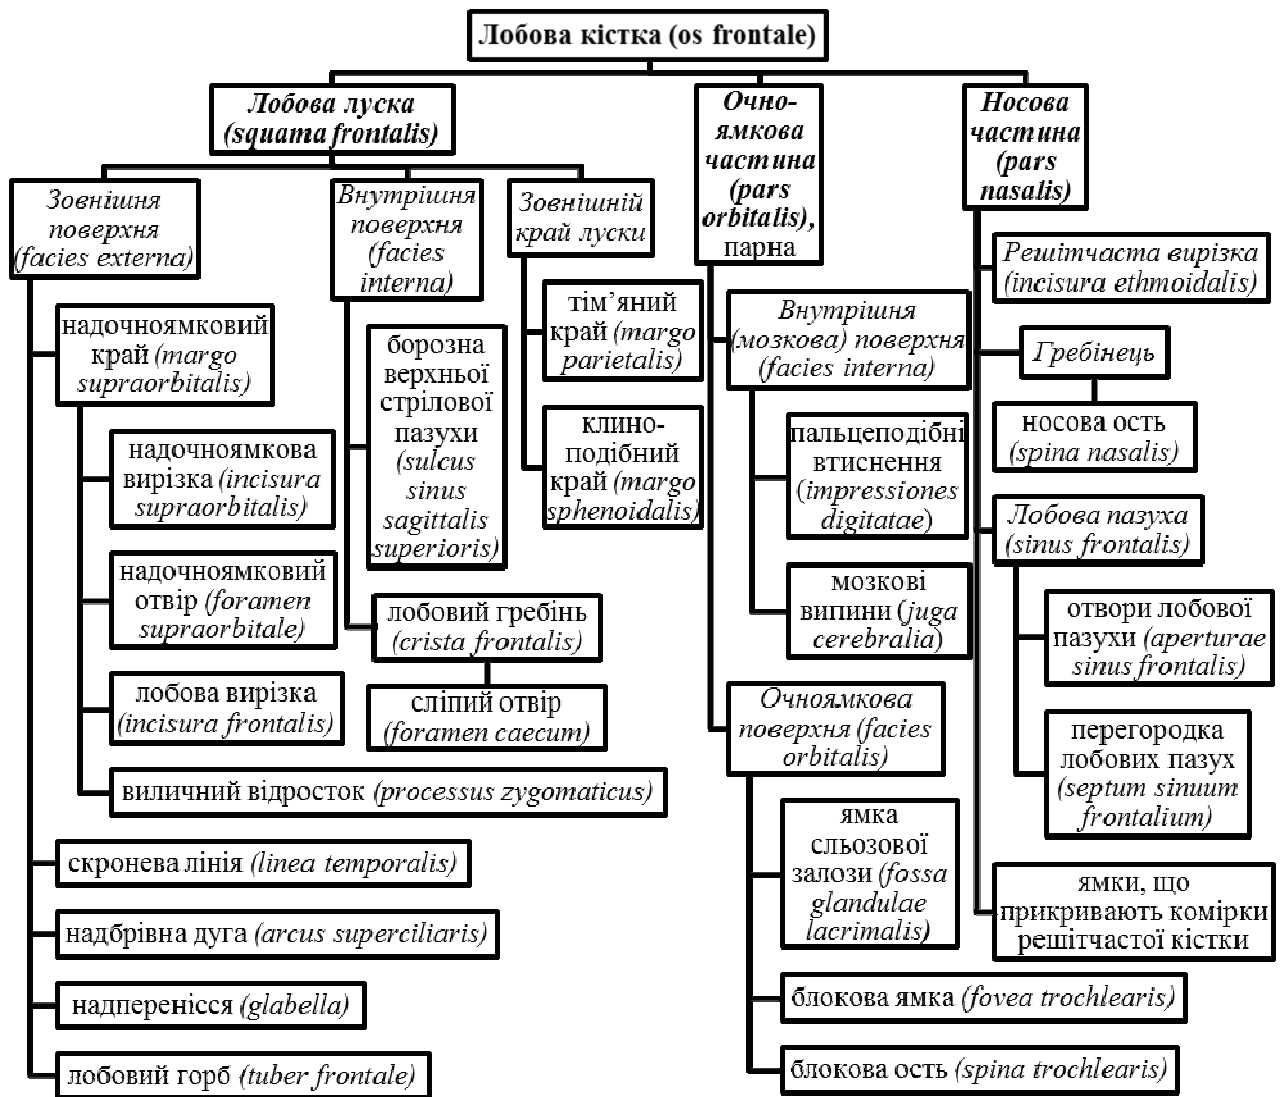 Лобова кістка (os frontale)
Лобова луска
(squama frontalis)
Зовнішня
поверхня
(facies externa)
надочноямковий
край (margo
supraorbitalis)
надочноямкова
вирізка (incisura
supraorbitalis)
надочноямковий
отвір (foramen
supraorbitale)
лобова вирізка
(incisura frontalis)
виличний відросток (processus zygomaticus)
скронева лінія (linea temporalis)
надбрівна дуга (arcus superciliaris)
надперенісся (glabella)
лобовий горб (tuber frontale)
Внутрішня
поверхня
(facies
interna)
борозна
верхньої
стрілової
пазухи
(sulcus
sinus
sagittalis
superioris)
лобовий гребінь
(crista frontalis)
сліпий отвір
(foramen caecum)
Зовнішній
край луски
тім’яний
край (margo
parietalis)
клино-
подібний
край (margo
sphenoidalis)
Очно-
ямкова
частина
(pars
orbitalis),
парна
Внутрішня
(мозкова) поверхня
(facies interna)
пальцеподібні
втиснення
(impressiones
digitatae)
мозкові
випини (juga
cerebralia)
Очноямкова
поверхня (facies
orbitalis)
ямка
сльозової
залози (fossa
glandulae
lacrimalis)
блокова ямка (fovea trochlearis)
блокова ость (spina trochlearis)
Носова
частина
(pars
nasalis)
Решітчаста вирізка
(incisura ethmoidalis)
Гребінець
носова ость
(spina nasalis)
Лобова пазуха
(sinus frontalis)
отвори лобової
пазухи (aperturae
sinus frontalis)
перегородка
лобових пазух
(septum sinuum
frontalium)
ямки, що
прикривають комірки
решітчастої кістки